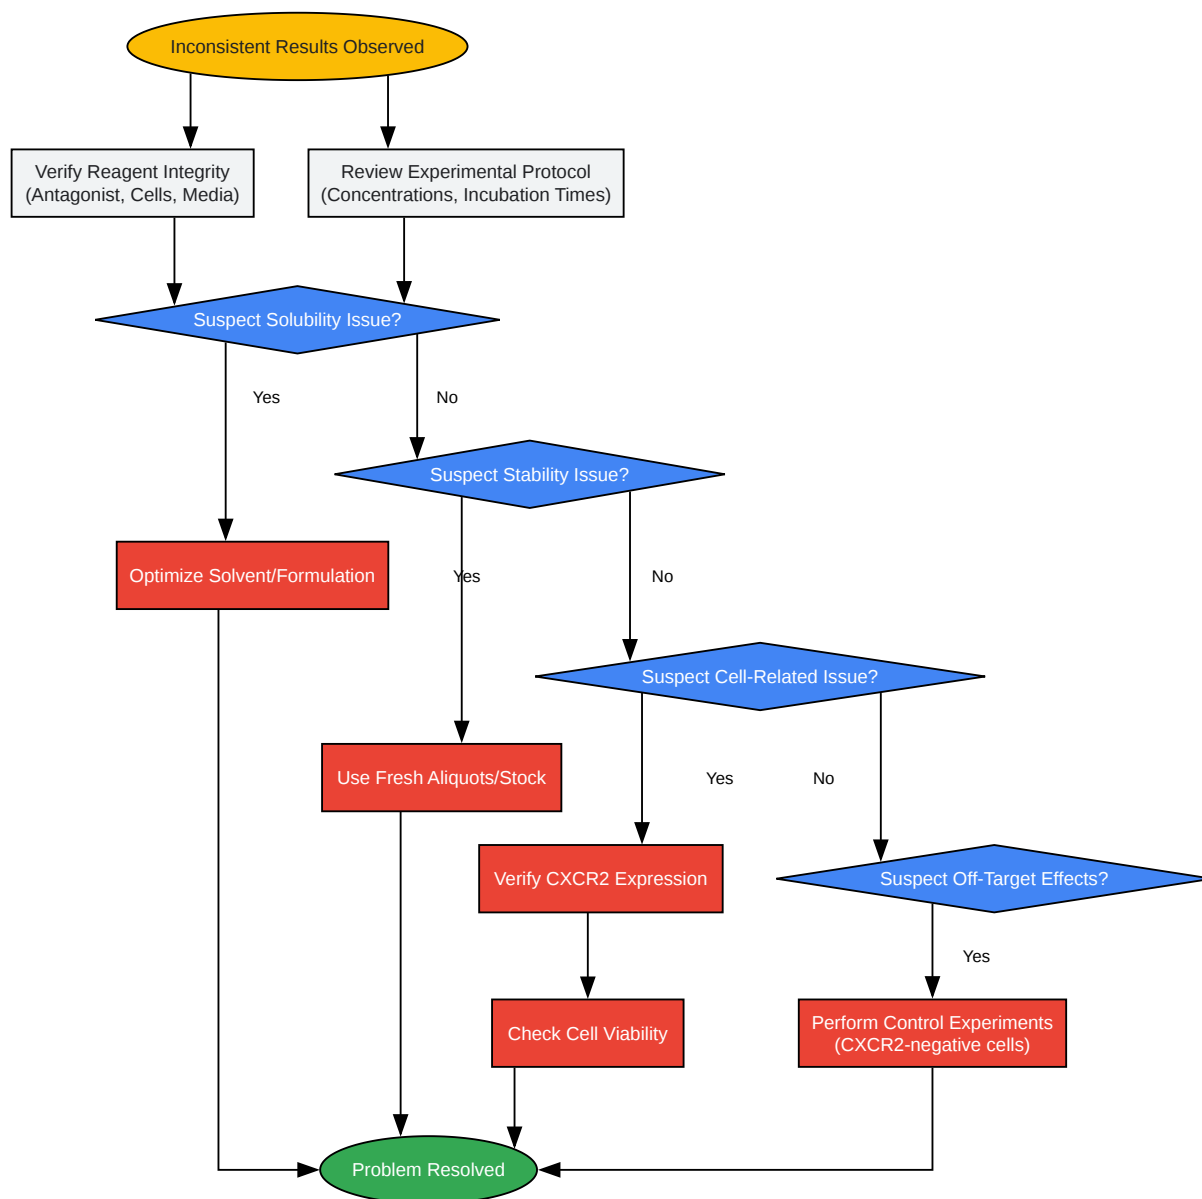 Inconsistent Results Observed
Verify Reagent Integrity
(Antagonist, Cells, Media)
Review Experimental Protocol
(Concentrations, Incubation Times)
Suspect Solubility Issue?
Yes
No
Suspect Stability Issue?
Optimize Solvent/Formulation
Yes
No
Suspect Cell-Related Issue?
Use Fresh Aliquots/Stock
Yes
No
Verify CXCR2 Expression
Suspect Off-Target Effects?
Yes
Check Cell Viability
Perform Control Experiments
(CXCR2-negative cells)
Problem Resolved